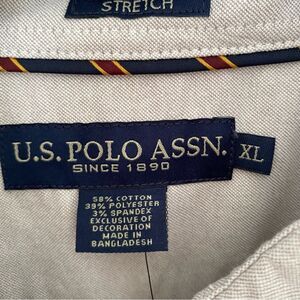 STRETCH
U.S. POLO ASSN.
XL
SINCE 1890
58% COTTON
39% POLYESTER
3% SPANDEX
EXCLUSIVE OF
DECORATION
MADE IN
BANGLADESH